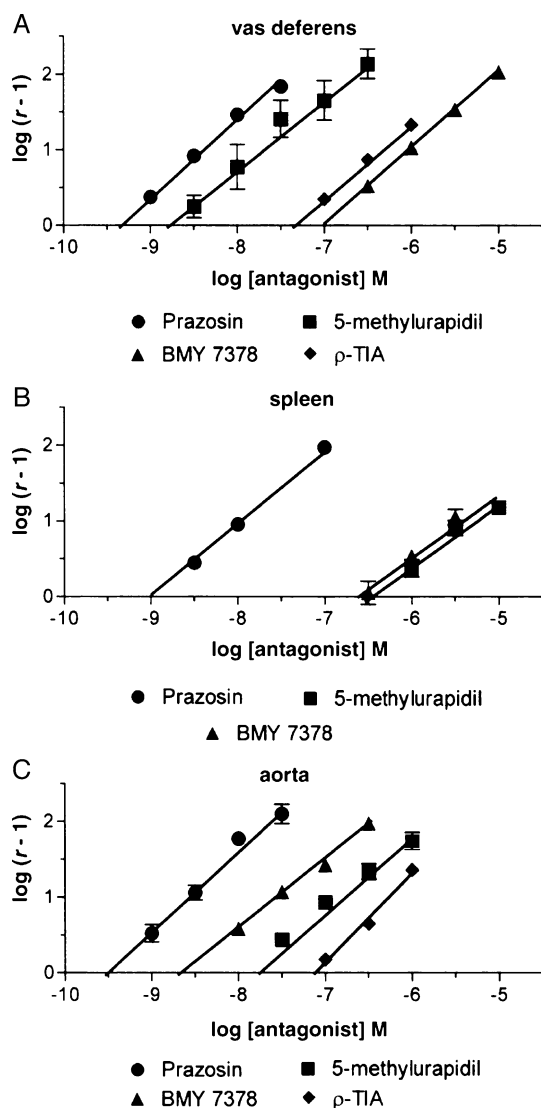 A
vas deferens
log (r - 1)
2
1
0
-10 -9 -8 -7 -6 -5
log [antagonist] M
Prazosin 5-methylurapidil
BMY 7378 ρ-TIA
B
spleen
log (r - 1)
2
1
0
-10 -9 -8 -7 -6 -5
log [antagonist] M
Prazosin 5-methylurapidil
BMY 7378
C
aorta
log (r - 1)
2
1
0
-10 -9 -8 -7 -6 -5
log [antagonist] M
Prazosin 5-methylurapidil
BMY 7378 ρ-TIA